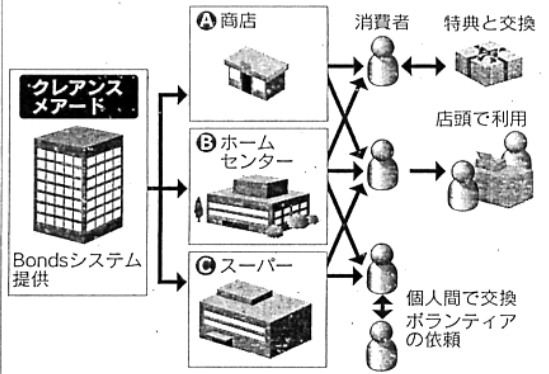 クレアンス
メアード
Bondsシステム
提供
Ⓐ商店
Ⓑホーム
センター
Ⓒスーパー
消費者
特典と交換
店頭で利用
個人間で交換
ボランティア
の依頼